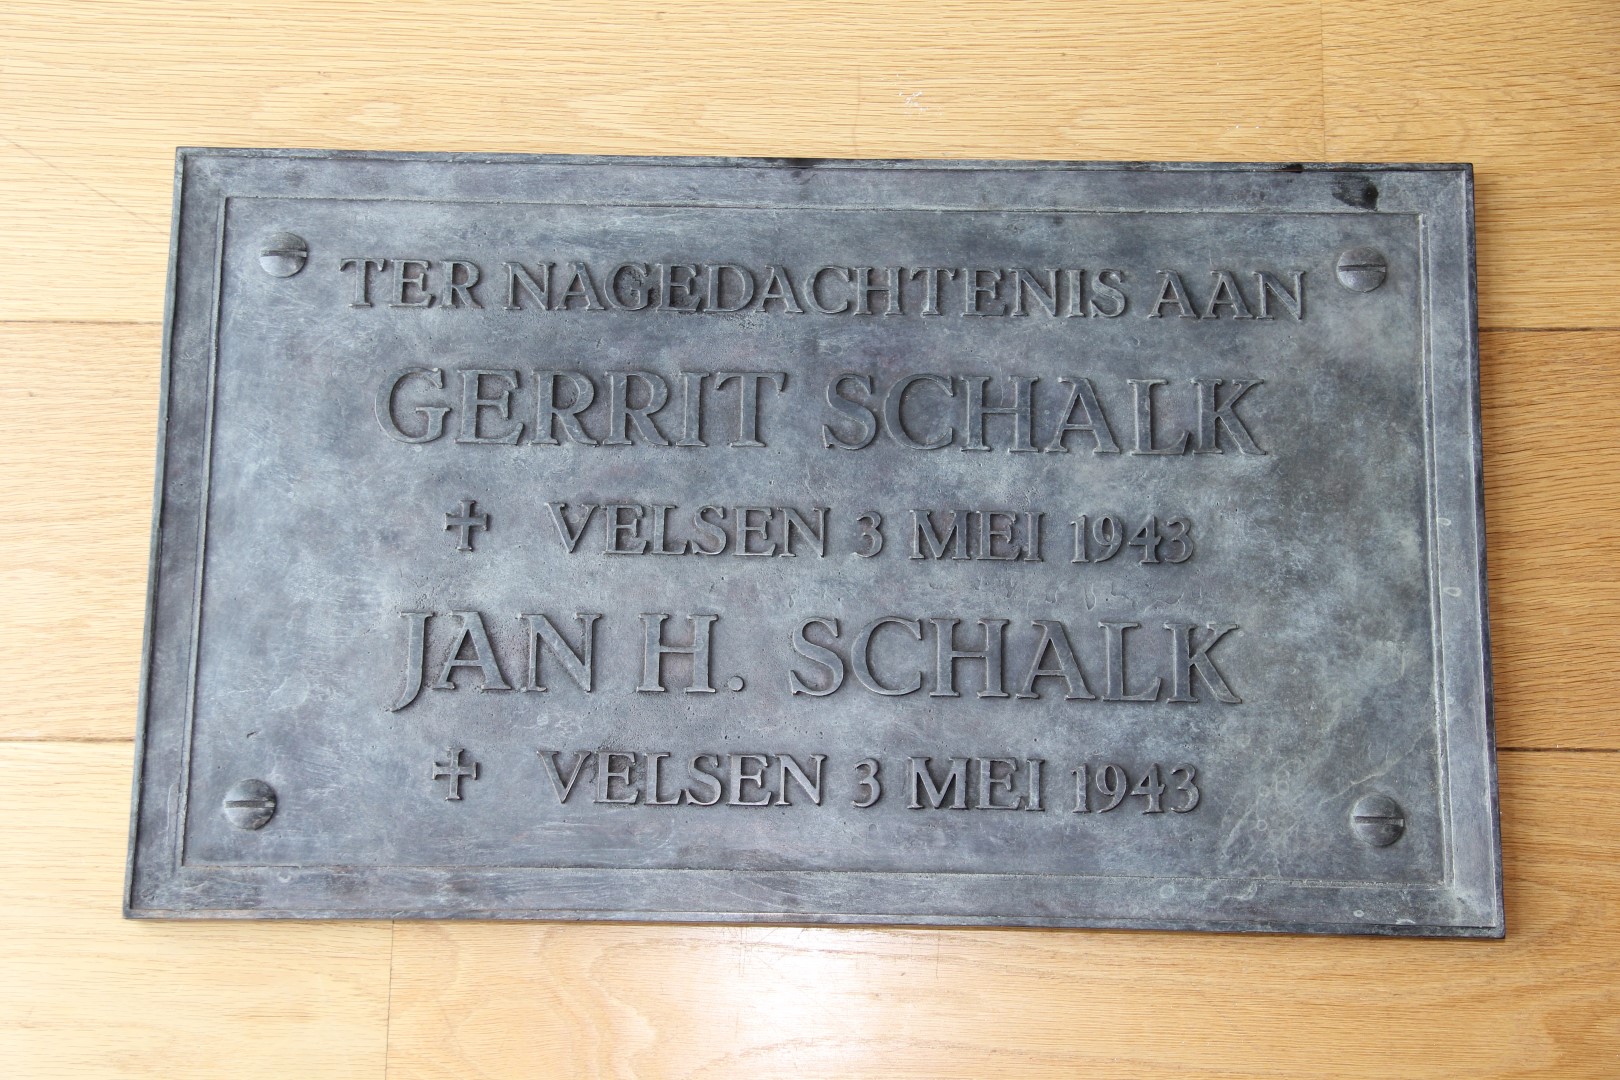 TER NAGEDACHTENIS AAN
GERRIT SCHALK
✝ VELSEN 3 MEI 1943
JAN H. SCHALK
✝ VELSEN 3 MEI 1943